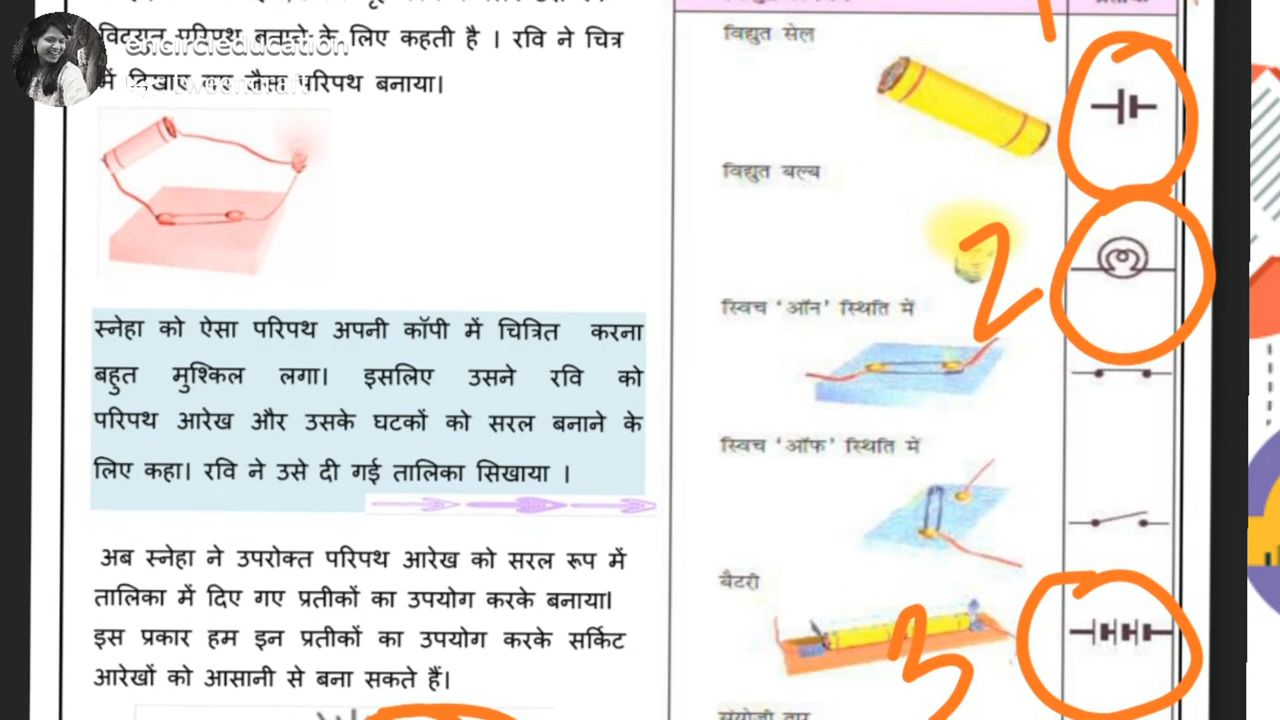 encircleducation
विद्युत परिपथ बनाने के लिए कहती है । रवि ने चित्र
में दिखाए गए जैसा परिपथ बनाया।
स्नेहा को ऐसा परिपथ अपनी कॉपी में चित्रित करना
बहुत मुश्किल लगा। इसलिए उसने रवि को
परिपथ आरेख और उसके घटकों को सरल बनाने के
लिए कहा। रवि ने उसे दी गई तालिका सिखाया ।
अब स्नेहा ने उपरोक्त परिपथ आरेख को सरल रूप में
तालिका में दिए गए प्रतीकों का उपयोग करके बनाया।
इस प्रकार हम इन प्रतीकों का उपयोग करके सर्किट
आरेखों को आसानी से बना सकते हैं।
विद्युत सेल
विद्युत बल्ब
2
स्विच ‘ऑन’ स्थिति में
स्विच ‘ऑफ’ स्थिति में
बैटरी
3
संयोजी तार